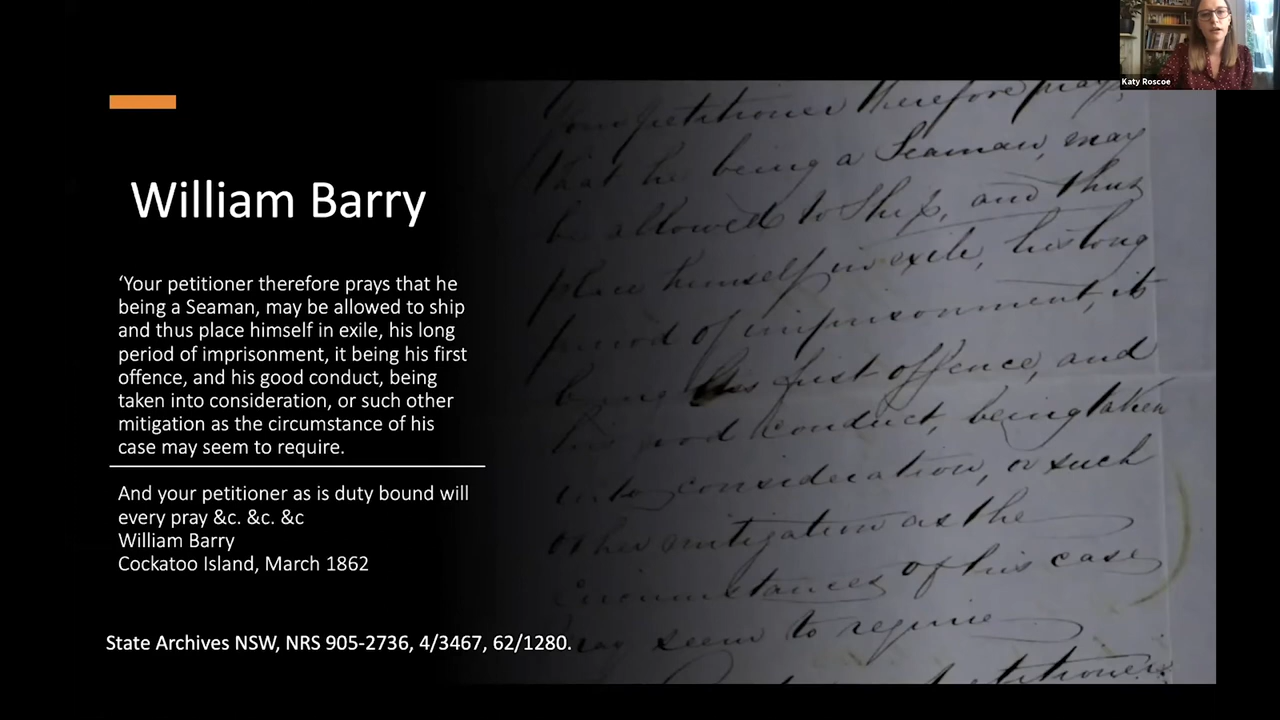 Katy Roscoe
William Barry
‘Your petitioner therefore prays that he
being a Seaman, may be allowed to ship
and thus place himself in exile, his long
period of imprisonment, it being his first
offence, and his good conduct, being
taken into consideration, or such other
mitigation as the circumstance of his
case may seem to require.
And your petitioner as is duty bound will
every pray &c. &c. &c
William Barry
Cockatoo Island, March 1862
State Archives NSW, NRS 905-2736, 4/3467, 62/1280.
Your petitioner therefore prays,
that he being a Seaman, may
be allowed to Ship, and thus
place himself in exile, his long
period of imprisonment, it
being his first offence, and
his good conduct, being taken
into consideration, or such
other mitigation as the
Circumstances of his case
may seem to require
petitioner